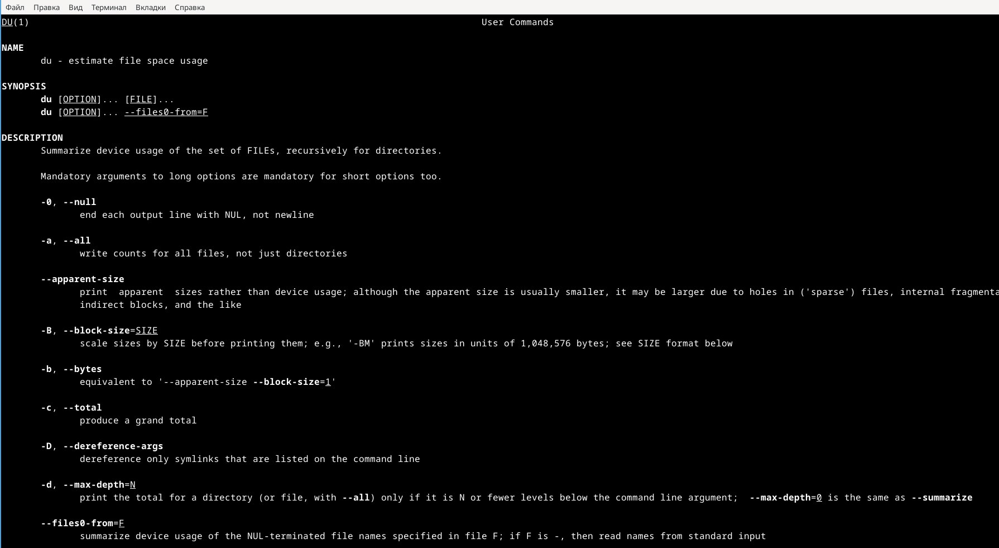 Файл Правка Вид Терминал Вкладки Справка
DU(1) User Commands
NAME
du - estimate file space usage
SYNOPSIS
du [OPTION]... [FILE]...
du [OPTION]... --files0-from=F
DESCRIPTION
Summarize device usage of the set of FILEs, recursively for directories.
Mandatory arguments to long options are mandatory for short options too.
-0, --null
end each output line with NUL, not newline
-a, --all
write counts for all files, not just directories
--apparent-size
print  apparent  sizes rather than device usage; although the apparent size is usually smaller, it may be larger due to holes in ('sparse') files, internal fragmenta
indirect blocks, and the like
-B, --block-size=SIZE
scale sizes by SIZE before printing them; e.g., '-BM' prints sizes in units of 1,048,576 bytes; see SIZE format below
-b, --bytes
equivalent to '--apparent-size --block-size=1'
-c, --total
produce a grand total
-D, --dereference-args
dereference only symlinks that are listed on the command line
-d, --max-depth=N
print the total for a directory (or file, with --all) only if it is N or fewer levels below the command line argument;  --max-depth=0 is the same as --summarize
--files0-from=F
summarize device usage of the NUL-terminated file names specified in file F; if F is -, then read names from standard input